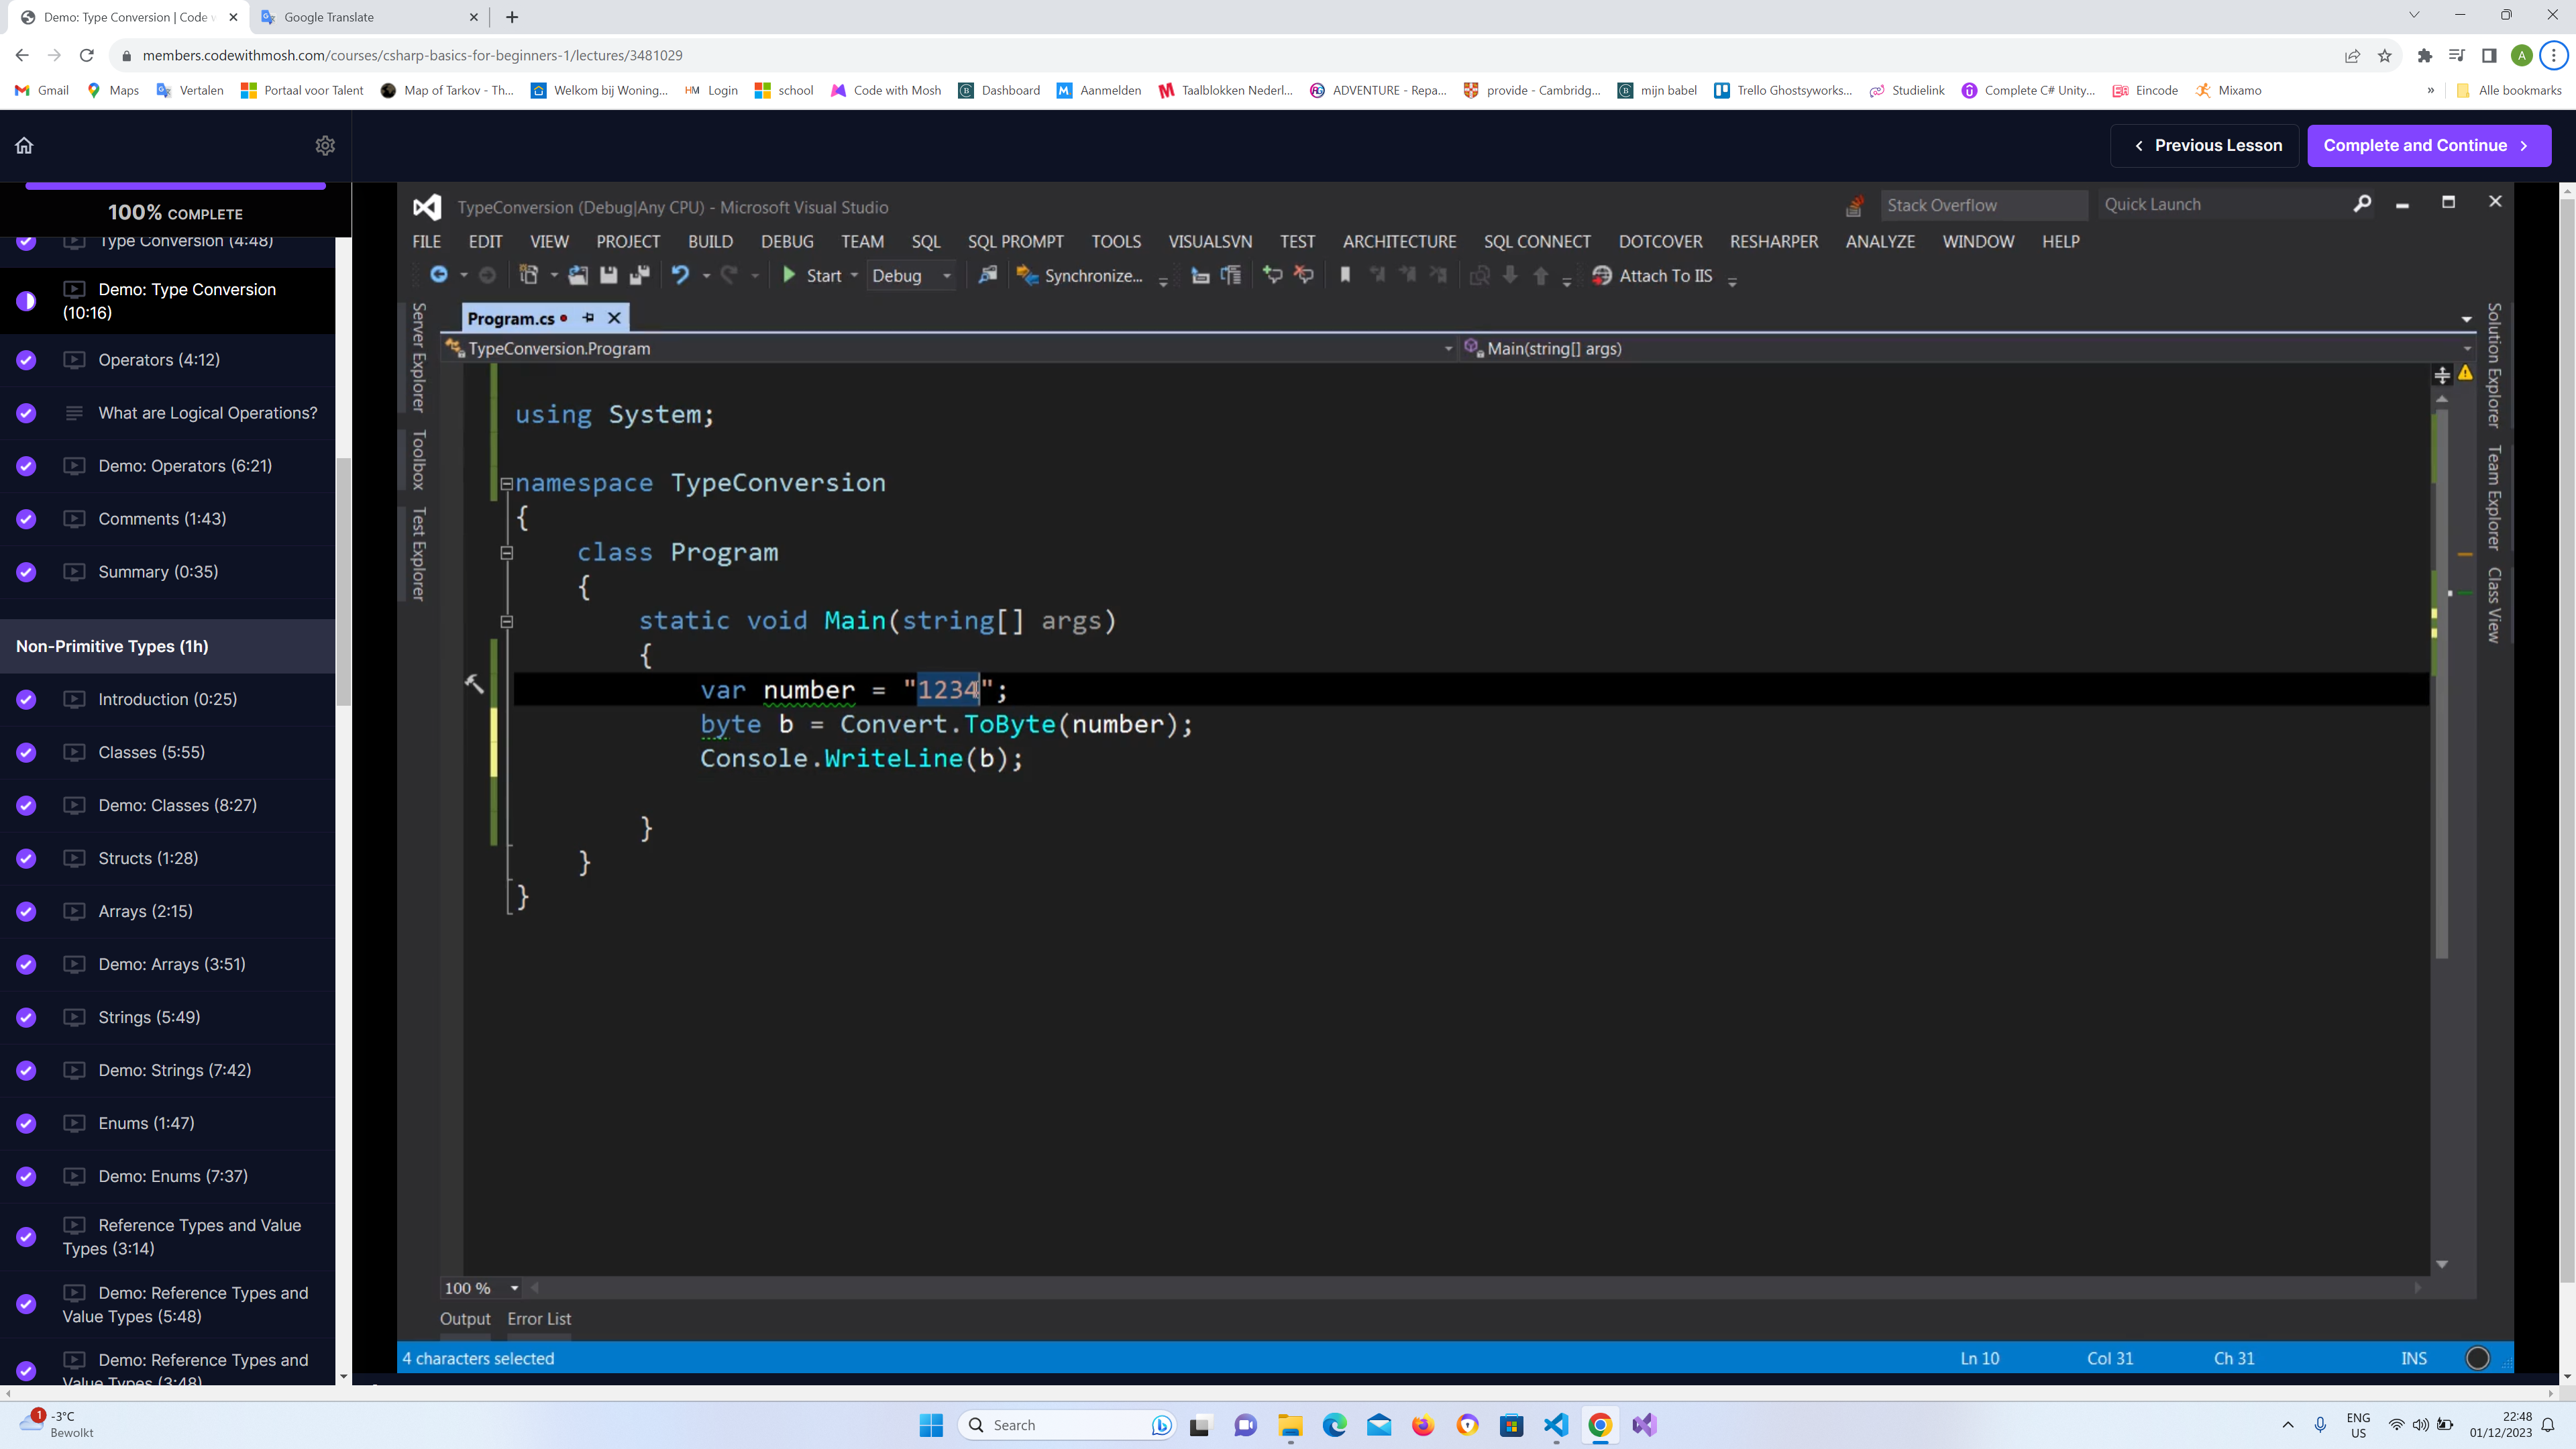 Demo: Type Conversion | Code w
Google Translate
members.codewithmosh.com/courses/csharp-basics-for-beginners-1/lectures/3481029
A
Gmail
Maps
Vertalen
Portaal voor Talent
Map of Tarkov - Th...
Welkom bij Woning...
HM Login
school
Code with Mosh
Dashboard
Aanmelden
Taalblokken Nederl...
ADVENTURE - Repa...
provide - Cambridg...
mijn babel
Trello Ghostsyworks...
Studielink
Complete C# Unity...
Eincode
Mixamo
»
Alle bookmarks
Previous Lesson
Complete and Continue
100% COMPLETE
Type Conversion (4:48)
Demo: Type Conversion
(10:16)
Operators (4:12)
What are Logical Operations?
Demo: Operators (6:21)
Comments (1:43)
Summary (0:35)
Non-Primitive Types (1h)
Introduction (0:25)
Classes (5:55)
Demo: Classes (8:27)
Structs (1:28)
Arrays (2:15)
Demo: Arrays (3:51)
Strings (5:49)
Demo: Strings (7:42)
Enums (1:47)
Demo: Enums (7:37)
Reference Types and Value
Types (3:14)
Demo: Reference Types and
Value Types (5:48)
Demo: Reference Types and
Value Types (3:48)
TypeConversion (Debug|Any CPU) - Microsoft Visual Studio
Stack Overflow
Quick Launch
FILE EDIT VIEW PROJECT BUILD DEBUG TEAM SQL SQL PROMPT TOOLS VISUALSVN TEST ARCHITECTURE SQL CONNECT DOTCOVER RESHARPER ANALYZE WINDOW HELP
Start Debug Synchronize... Attach To IIS
Server Explorer
Toolbox
Test Explorer
Program.cs
TypeConversion.Program
Main(string[] args)
using System;
namespace TypeConversion
{
class Program
{
static void Main(string[] args)
{
var number = "1234";
byte b = Convert.ToByte(number);
Console.WriteLine(b);
}
}
}
Solution Explorer
Team Explorer
Class View
100 %
Output Error List
4 characters selected
Ln 10 Col 31 Ch 31 INS
1
-3°C
Bewolkt
Search
ENG
US
22:48
01/12/2023